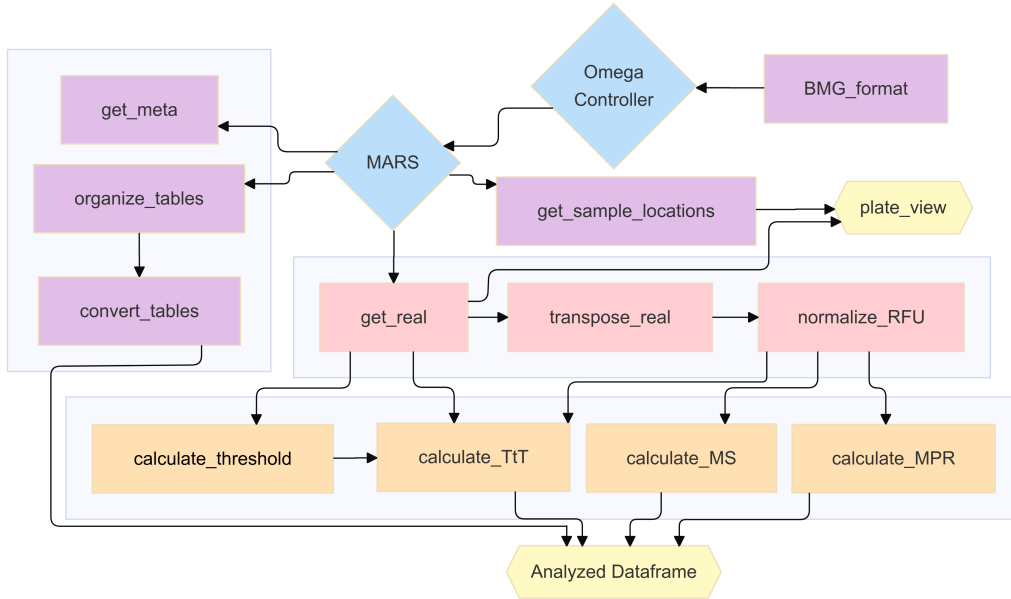 Omega
Controller
BMG_format
get_meta
MARS
organize_tables
get_sample_locations
plate_view
convert_tables
get_real
transpose_real
normalize_RFU
calculate_threshold
calculate_TtT
calculate_MS
calculate_MPR
Analyzed Dataframe